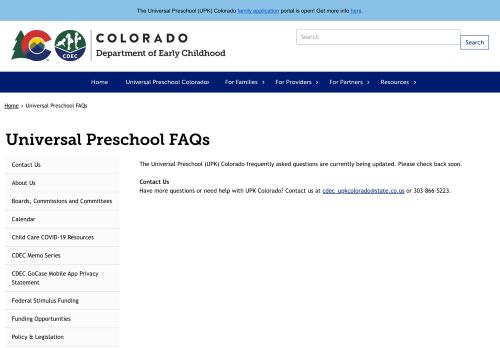 The Universal Preschool (UPK) Colorado family application portal is open! Get more info here.
COLORADO
Department of Early Childhood
CDEC
Search
Search
Home
Universal Preschool Colorado
For Families
For Providers
For Partners
Resources
Home › Universal Preschool FAQs
Universal Preschool FAQs
Contact Us
About Us
Boards, Commissions and Committees
Calendar
Child Care COVID-19 Resources
CDEC Memo Series
CDEC GoCase Mobile App Privacy
Statement
Federal Stimulus Funding
Funding Opportunities
Policy & Legislation
The Universal Preschool (UPK) Colorado frequently asked questions are currently being updated. Please check back soon.
Contact Us
Have more questions or need help with UPK Colorado? Contact us at cdec_upkcolorado@state.co.us or 303-866-5223.